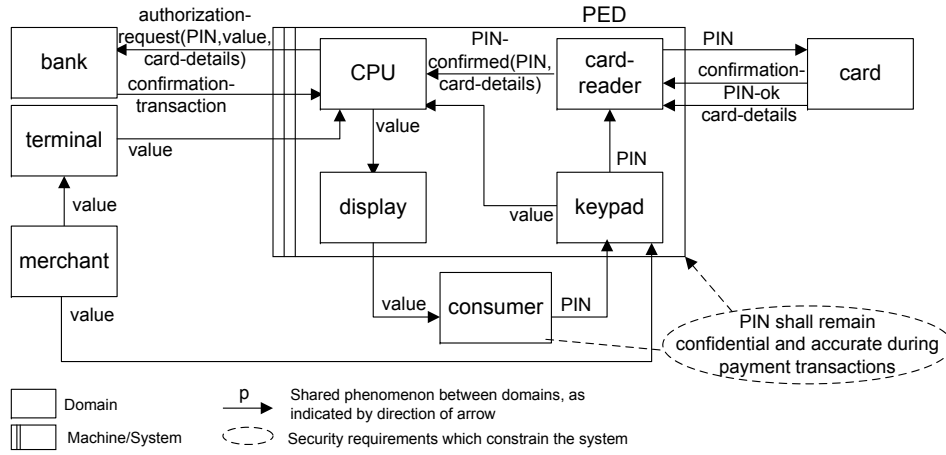 PED
authorization-
request(PIN,value,
card-details)
bank
confirmation-
transaction
CPU
PIN-
confirmed(PIN,
card-details)
card-
reader
PIN
confirmation-
PIN-ok
card-details
card
terminal
value
value
PIN
value
display
value
keypad
merchant
value
value
consumer
PIN
PIN shall remain
confidential and accurate during
payment transactions
Domain
p
Shared phenomenon between domains, as
indicated by direction of arrow
Machine/System
Security requirements which constrain the system